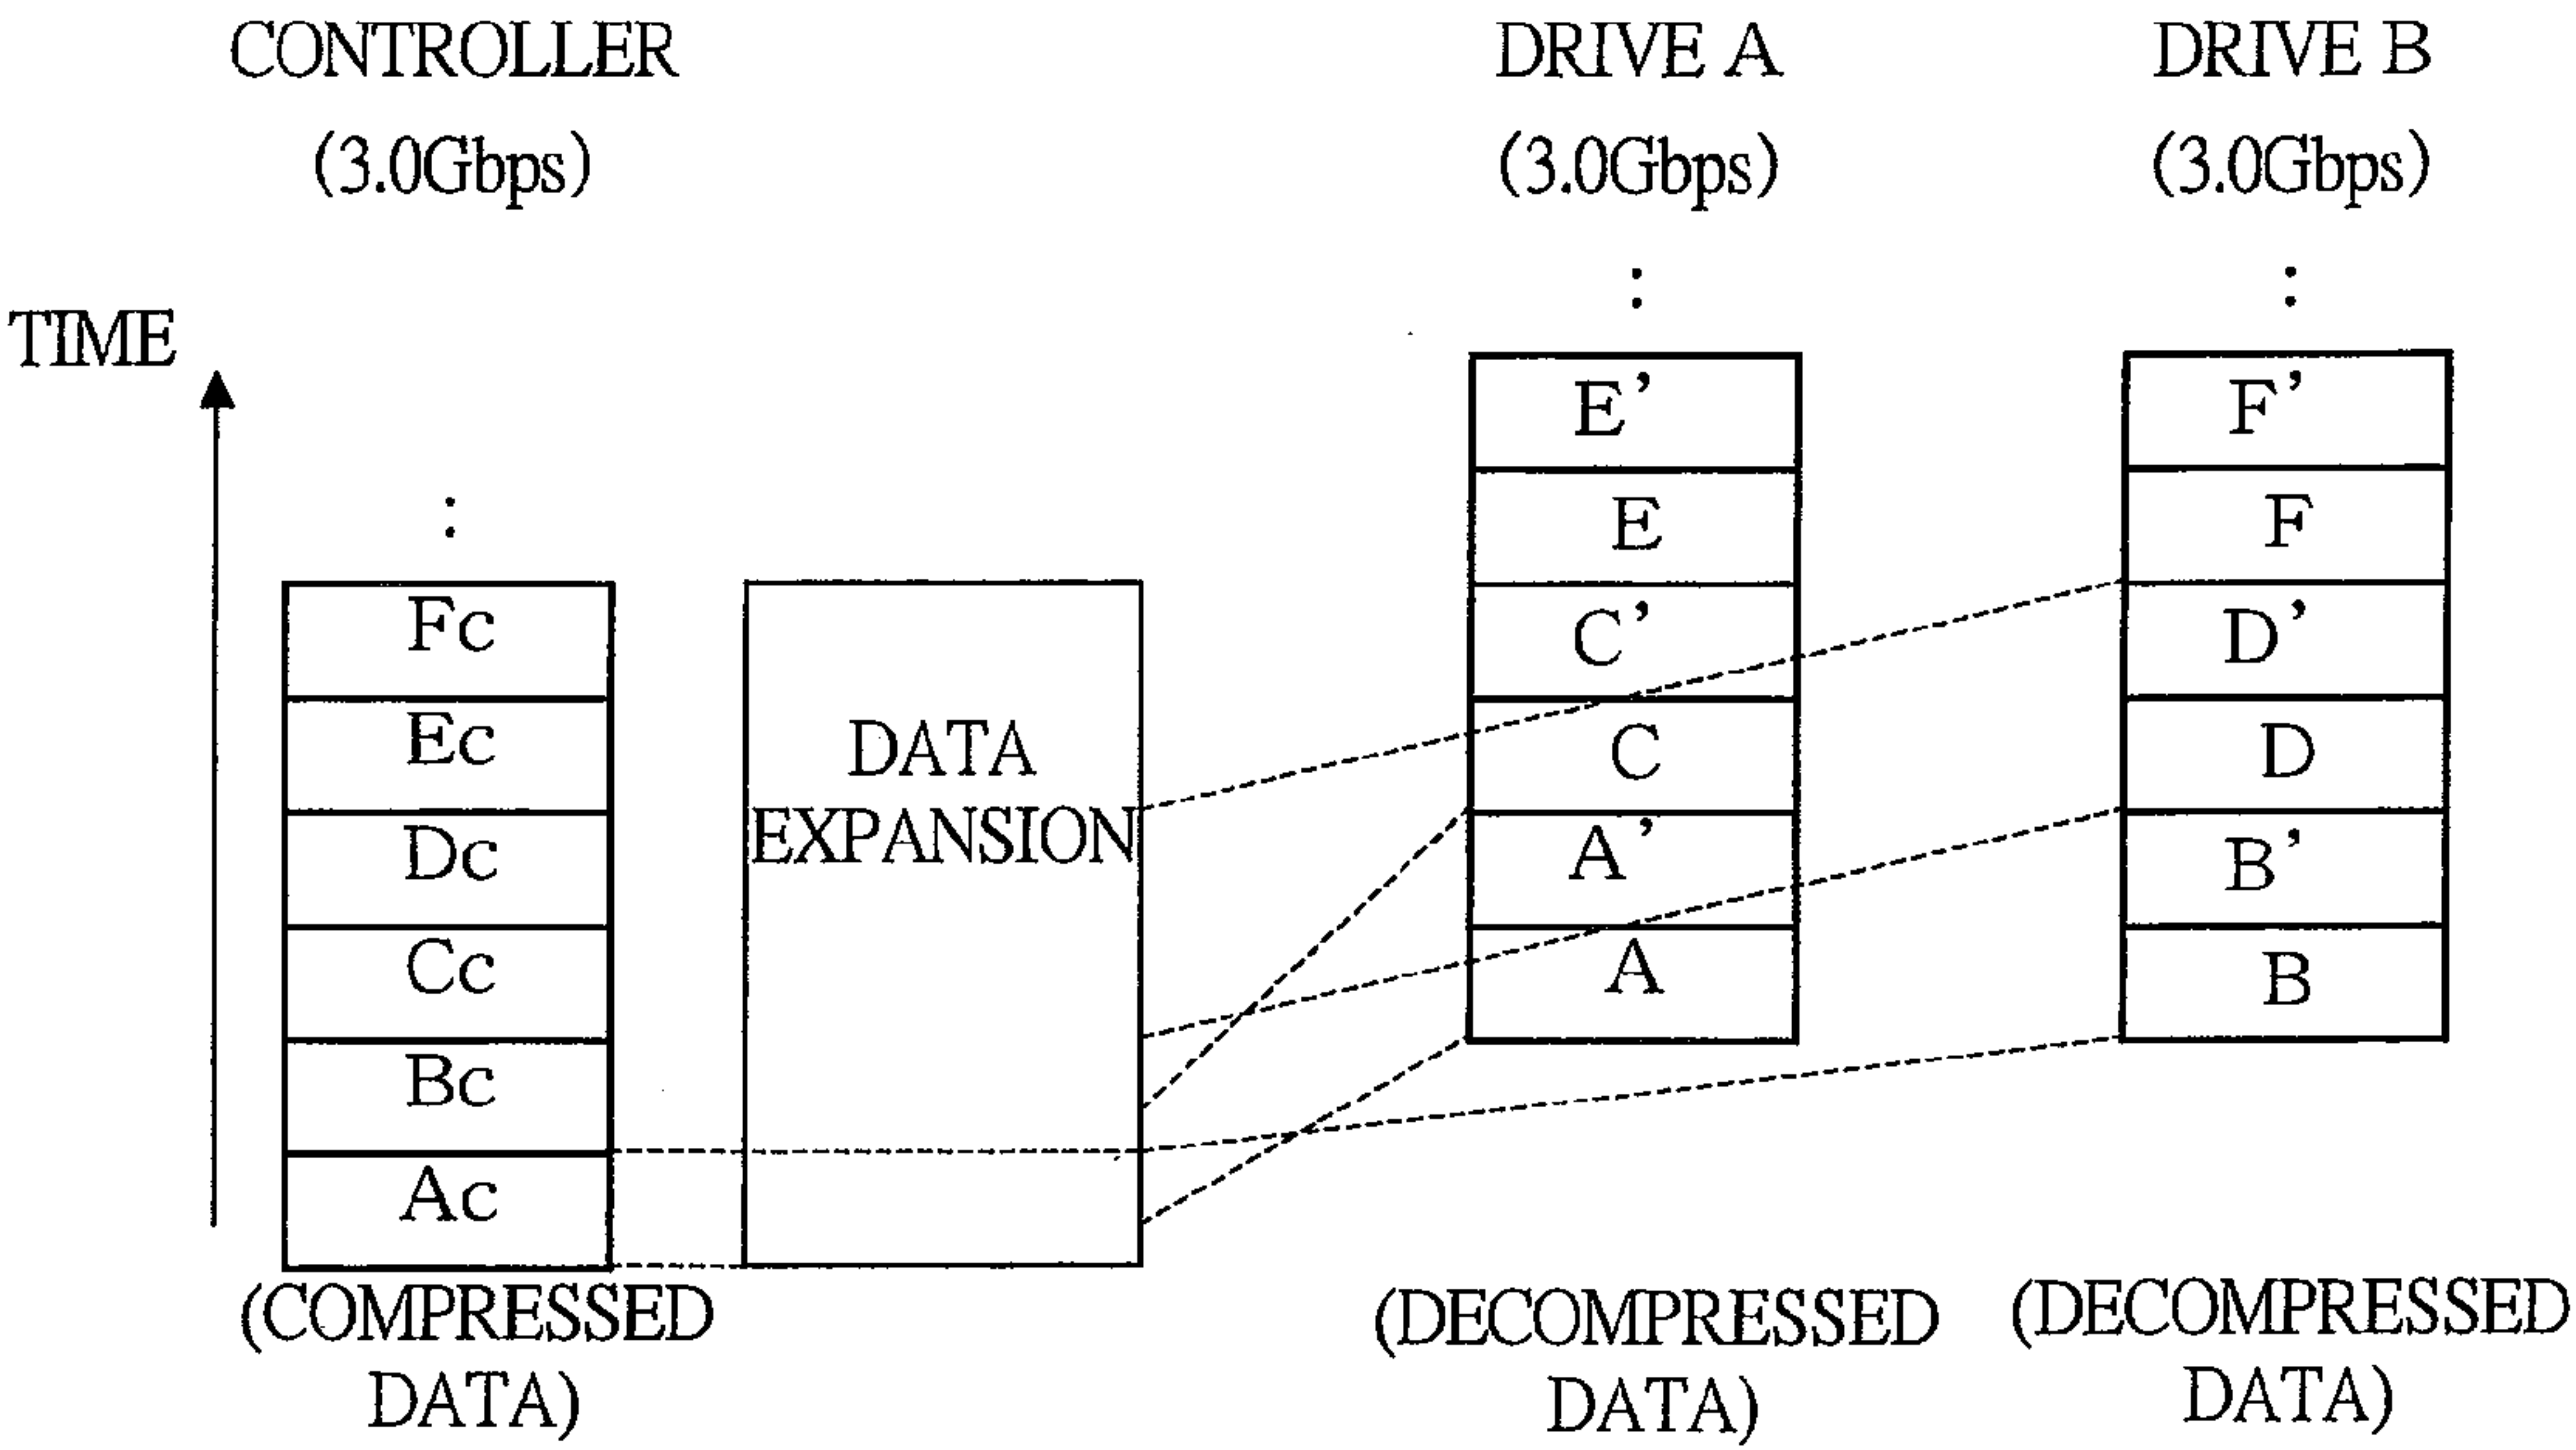 CONTROLLER
(3.0Gbps)
DRIVE A
(3.0Gbps)
DRIVE B
(3.0Gbps)
TIME
:
Fc
Ec
Dc
Cc
Bc
Ac
(COMPRESSED
DATA)
DATA
EXPANSION
:
E’
E
C’
C
A’
A
(DECOMPRESSED
DATA)
:
F’
F
D’
D
B’
B
(DECOMPRESSED
DATA)